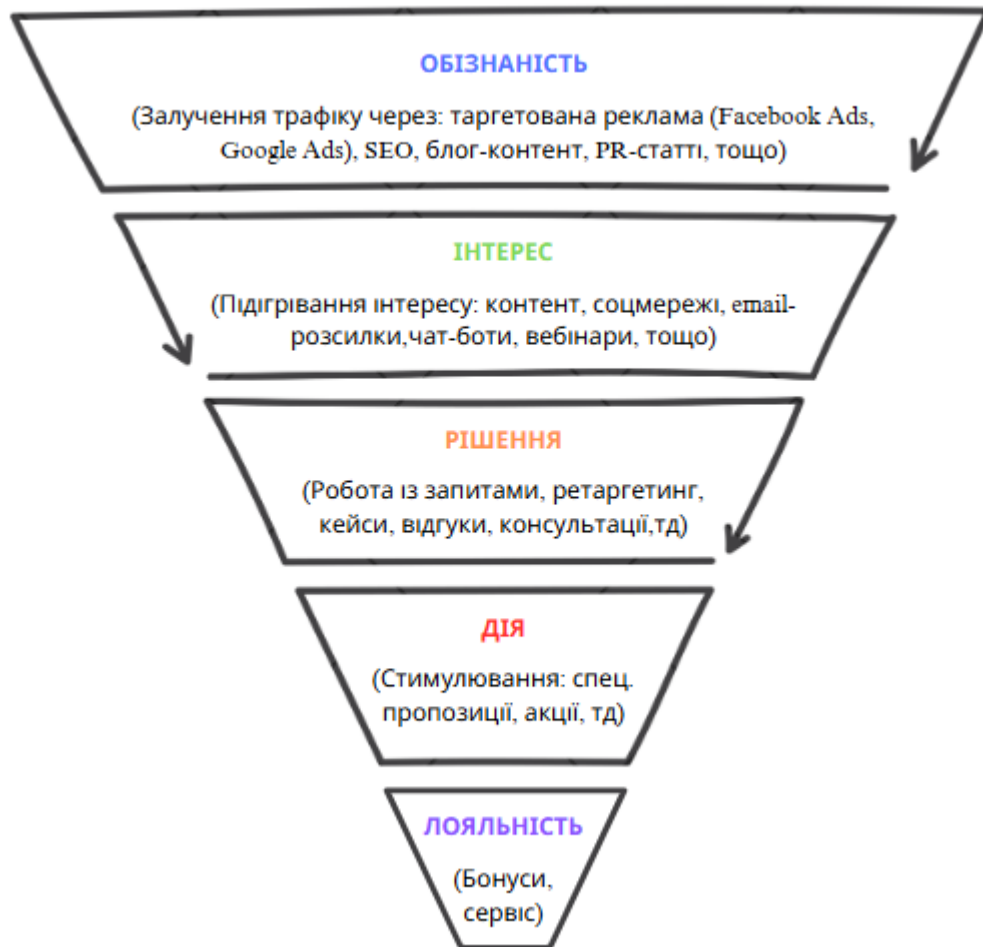 ОБІЗНАНІСТЬ
(Залучення трафіку через: таргетована реклама (Facebook Ads,
Google Ads), SEO, блог-контент, PR-статті, тощо)
ІНТЕРЕС
(Підігрівання інтересу: контент, соцмережі, email-
розсилки,чат-боти, вебінари, тощо)
РІШЕННЯ
(Робота із запитами, ретаргетинг,
кейси, відгуки, консультації,тд)
ДІЯ
(Стимулювання: спец.
пропозиції, акції, тд)
ЛОЯЛЬНІСТЬ
(Бонуси,
сервіс)